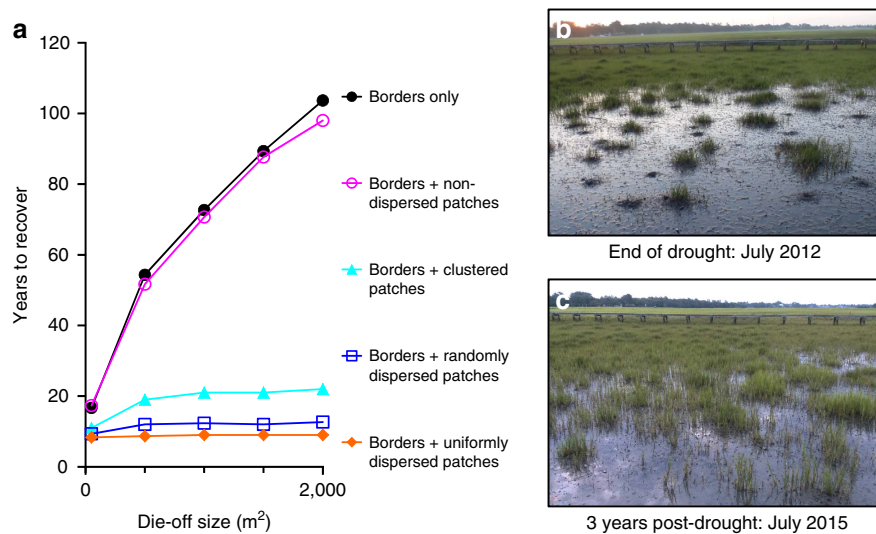 a
120
100
80
60
40
20
0
Years to recover
0
2,000
Die-off size (m²)
Borders only
Borders + non-
dispersed patches
Borders + clustered
patches
Borders + randomly
dispersed patches
Borders + uniformly
dispersed patches
b
End of drought: July 2012
c
3 years post-drought: July 2015